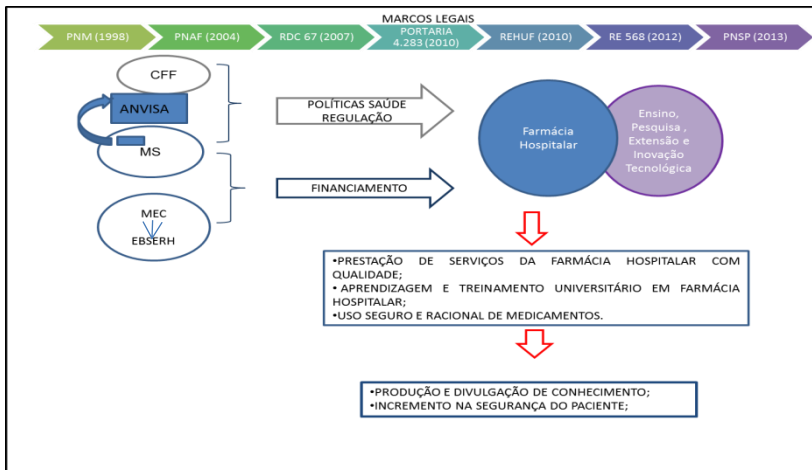 MARCOS LEGAIS
PNM (1998)
PNAF (2004)
RDC 67 (2007)
PORTARIA
4.283 (2010)
REHUF (2010)
RE 568 (2012)
PNSP (2013)
CFF
ANVISA
MS
MEC
EBSERH
POLÍTICAS SAÚDE
REGULAÇÃO
FINANCIAMENTO
Farmácia
Hospitalar
Ensino,
Pesquisa ,
Extensão e
Inovação
Tecnológica
•PRESTAÇÃO DE SERVIÇOS DA FARMÁCIA HOSPITALAR COM
QUALIDADE;
• APRENDIZAGEM E TREINAMENTO UNIVERSITÁRIO EM FARMÁCIA
HOSPITALAR;
•USO SEGURO E RACIONAL DE MEDICAMENTOS.
•PRODUÇÃO E DIVULGAÇÃO DE CONHECIMENTO;
•INCREMENTO NA SEGURANÇA DO PACIENTE;